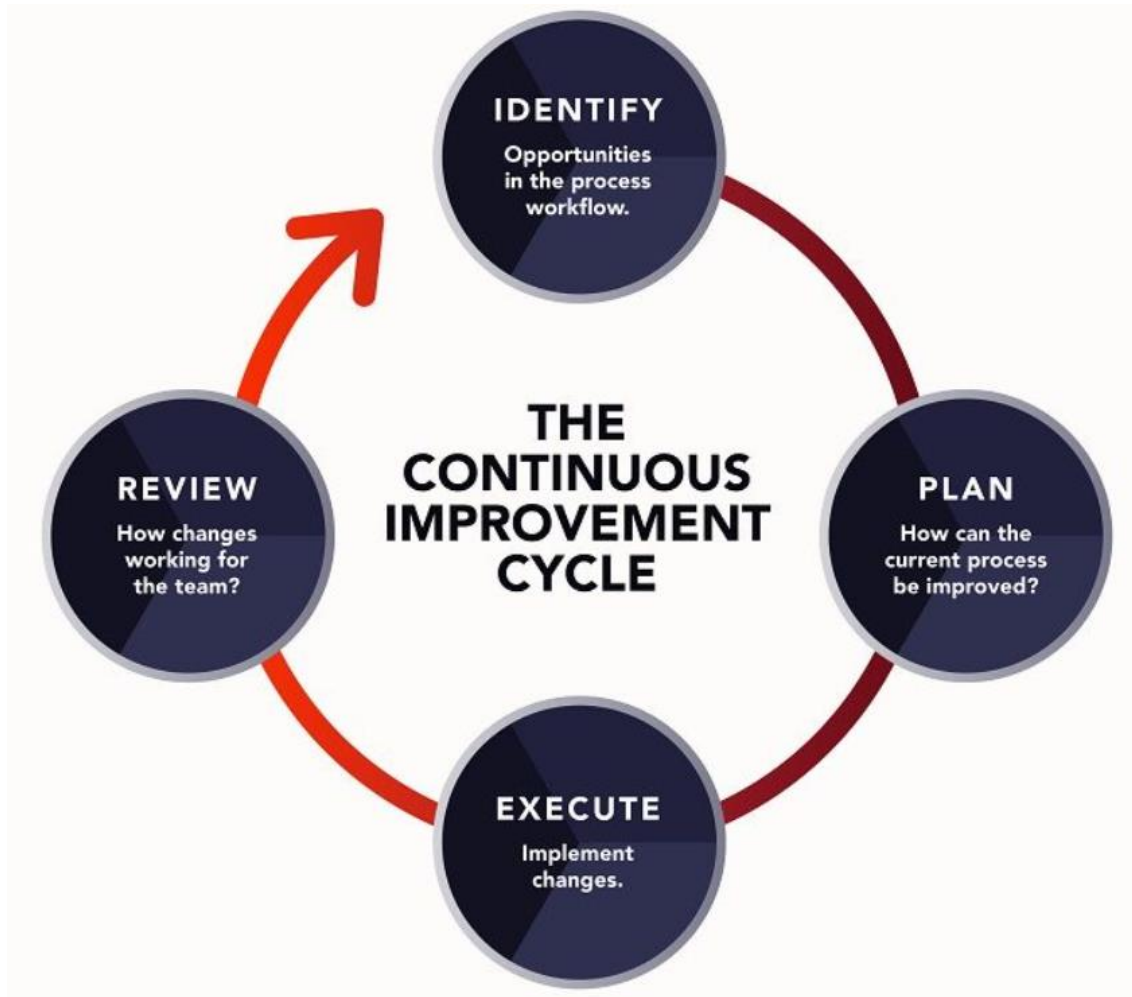 IDENTIFY
Opportunities
in the process
workflow.
THE
CONTINUOUS
IMPROVEMENT
CYCLE
REVIEW
How changes
working for
the team?
PLAN
How can the
current process
be improved?
EXECUTE
Implement
changes.